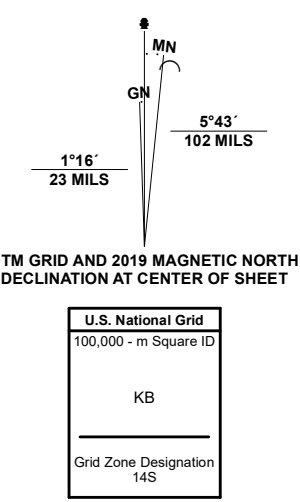 MN
GN
5°43´
102 MILS
1°16´
23 MILS
TM GRID AND 2019 MAGNETIC NORTH
DECLINATION AT CENTER OF SHEET
U.S. National Grid
100,000 - m Square ID
KB
Grid Zone Designation
14S